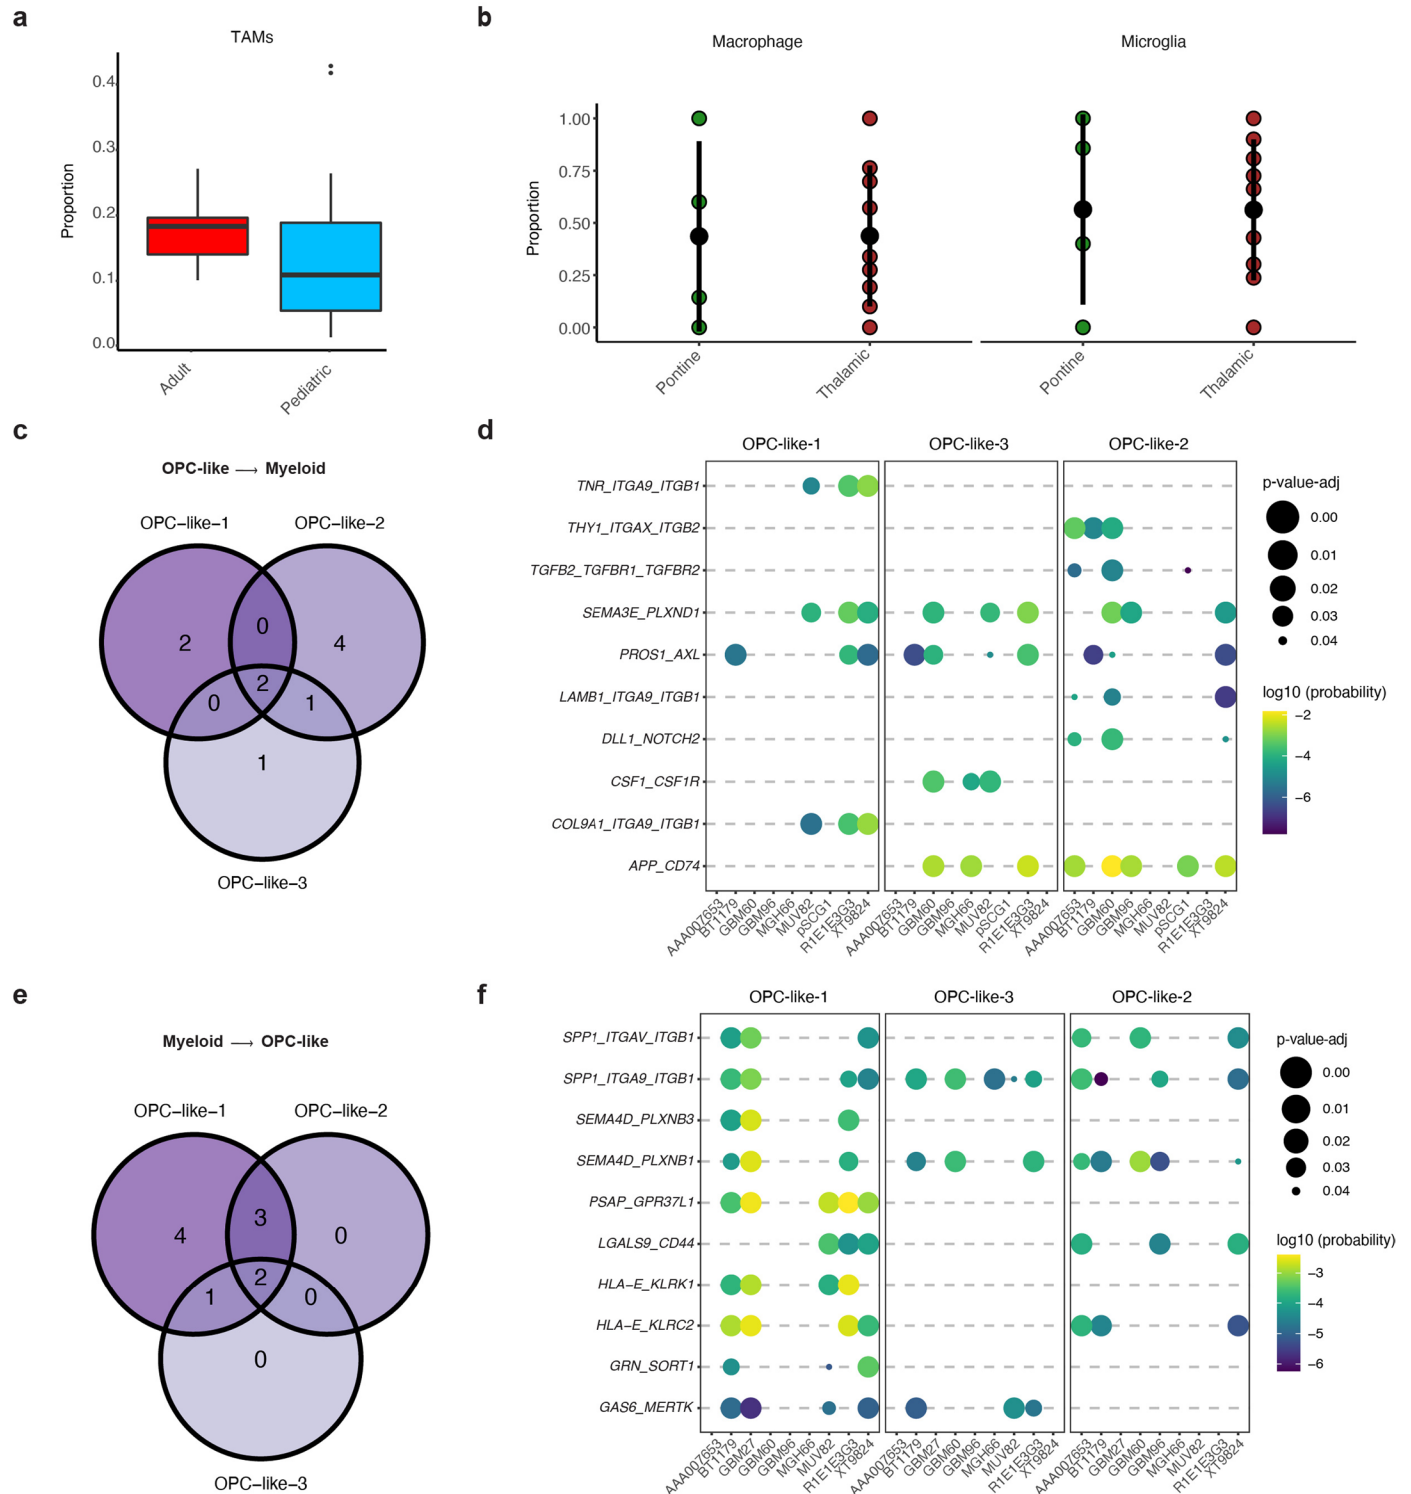 a
TAMs
Proportion
0.4
0.3
0.2
0.1
0.0
Adult
Pediatric
b
Macrophage
Microglia
Proportion
1.00
0.75
0.50
0.25
0.00
Pontine
Thalamic
Pontine
Thalamic
c
OPC-like → Myeloid
OPC−like−1
OPC−like−2
2
0
4
2
0
1
1
OPC−like−3
d
OPC-like-1
OPC-like-3
OPC-like-2
TNR_ITGA9_ITGB1
THY1_ITGAX_ITGB2
TGFB2_TGFBR1_TGFBR2
SEMA3E_PLXND1
PROS1_AXL
LAMB1_ITGA9_ITGB1
DLL1_NOTCH2
CSF1_CSF1R
COL9A1_ITGA9_ITGB1
APP_CD74
AAA007653
BT1179
GBM60
GBM96
MGH66
MUV82
pSCG1
R1E1E3G3
XT9824
AAA007653
BT1179
GBM60
GBM96
MGH66
MUV82
pSCG1
R1E1E3G3
XT9824
AAA007653
BT1179
GBM60
GBM96
MGH66
MUV82
pSCG1
R1E1E3G3
XT9824
p-value-adj
0.00
0.01
0.02
0.03
0.04
log10 (probability)
−2
−4
−6
e
Myeloid → OPC-like
OPC−like−1
OPC−like−2
4
3
0
2
1
0
0
OPC−like−3
f
OPC-like-1
OPC-like-3
OPC-like-2
SPP1_ITGAV_ITGB1
SPP1_ITGA9_ITGB1
SEMA4D_PLXNB3
SEMA4D_PLXNB1
PSAP_GPR37L1
LGALS9_CD44
HLA−E_KLRK1
HLA−E_KLRC2
GRN_SORT1
GAS6_MERTK
AAA007653
BT1179
GBM27
GBM60
GBM96
MGH66
MUV82
R1E1E3G3
XT9824
AAA007653
BT1179
GBM27
GBM60
GBM96
MGH66
MUV82
R1E1E3G3
XT9824
AAA007653
BT1179
GBM27
GBM60
GBM96
MGH66
MUV82
R1E1E3G3
XT9824
p-value-adj
0.00
0.01
0.02
0.03
0.04
log10 (probability)
−3
−4
−5
−6